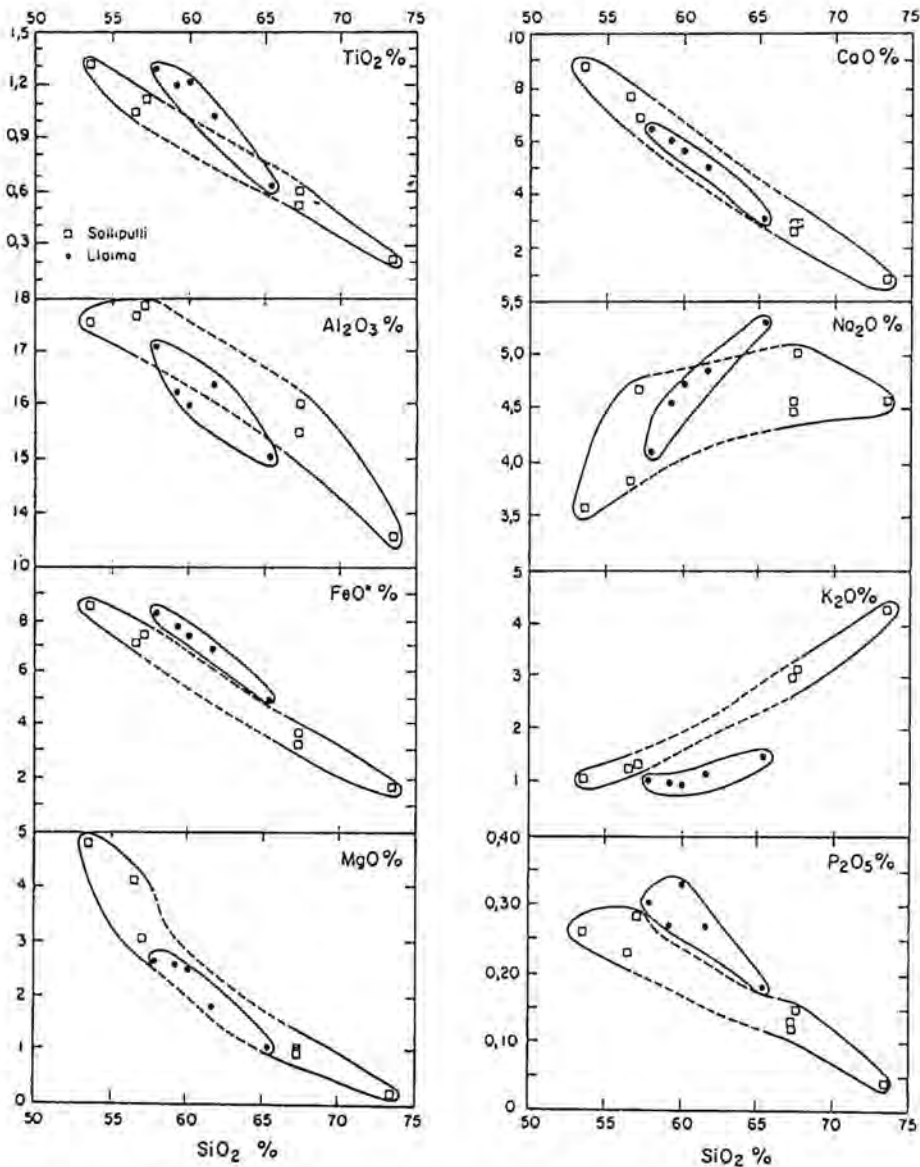 50 55 60 65 70 75
1,5
TiO₂ %
1,2
0,9
0,6
0,3
□ Sollipulli
• Llaima
18
Al₂O₃ %
17
16
15
14
13
10
FeO* %
8
6
4
2
5
MgO %
4
3
2
1
0
50 55 60 65 70 75
SiO₂ %
50 55 60 65 70 75
10
CaO %
8
6
4
2
5,5
Na₂O %
5,0
4,5
4,0
3,5
5
K₂O %
4
3
2
1
0,40
P₂O₅ %
0,30
0,20
0,10
0
50 55 60 65 70 75
SiO₂ %